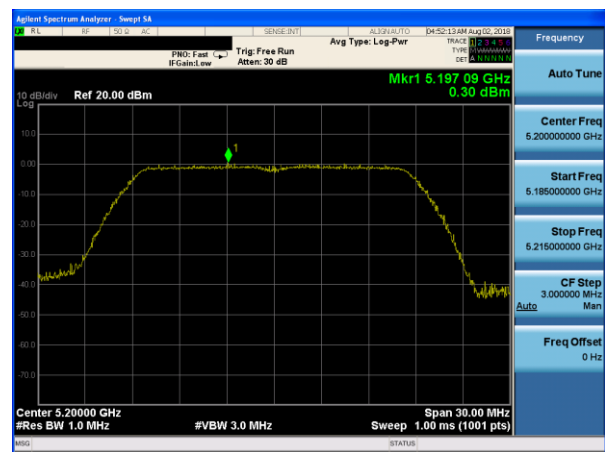 Agilent Spectrum Analyzer - Swept SA
RL RF 50 Ω AC SENSE:INT ALIGNAUTO 04:52:13 AM Aug 02, 2018
Avg Type: Log-Pwr TRACE 1 2 3 4 5 6
PNO: Fast Trig: Free Run TYPE
IFGain:Low Atten: 30 dB DET A N N N N N
Frequency
Mkr1 5.197 09 GHz
0.30 dBm
10 dB/div Ref 20.00 dBm
Log
1
10.0
0.00
-10.0
-20.0
-30.0
-40.0
-50.0
-60.0
-70.0
Center 5.20000 GHz Span 30.00 MHz
#Res BW 1.0 MHz #VBW 3.0 MHz Sweep 1.00 ms (1001 pts)
MSG STATUS
Auto Tune
Center Freq
5.200000000 GHz
Start Freq
5.185000000 GHz
Stop Freq
5.215000000 GHz
CF Step
3.000000 MHz
Auto Man
Freq Offset
0 Hz